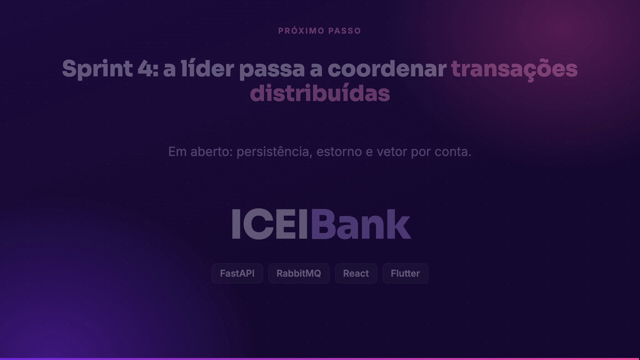 PRÓXIMO PASSO
Sprint 4: a líder passa a coordenar transações
distribuídas
Em aberto: persistência, estorno e vetor por conta.
ICEIBank
FastAPI RabbitMQ React Flutter